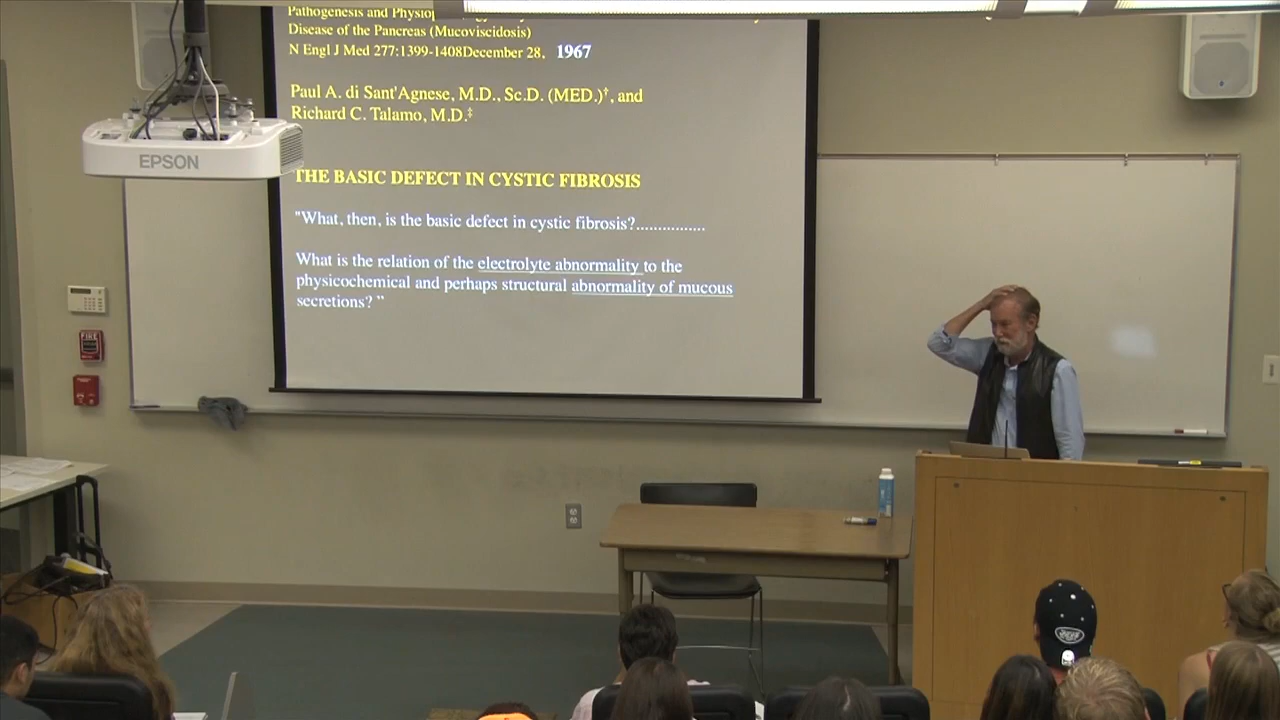 Pathogenesis and
Disease of the Pancreas (Mucoviscidosis)
N Engl J Med 277:1399-1408December 28, 1967
Paul A. di Sant'Agnese, M.D., Sc.D. (MED.)†, and
Richard C. Talamo, M.D.‡
THE BASIC DEFECT IN CYSTIC FIBROSIS
"What, then, is the basic defect in cystic fibrosis?................
What is the relation of the electrolyte abnormality to the
physicochemical and perhaps structural abnormality of mucous
secretions? ”
EPSON
FIRE
JETS